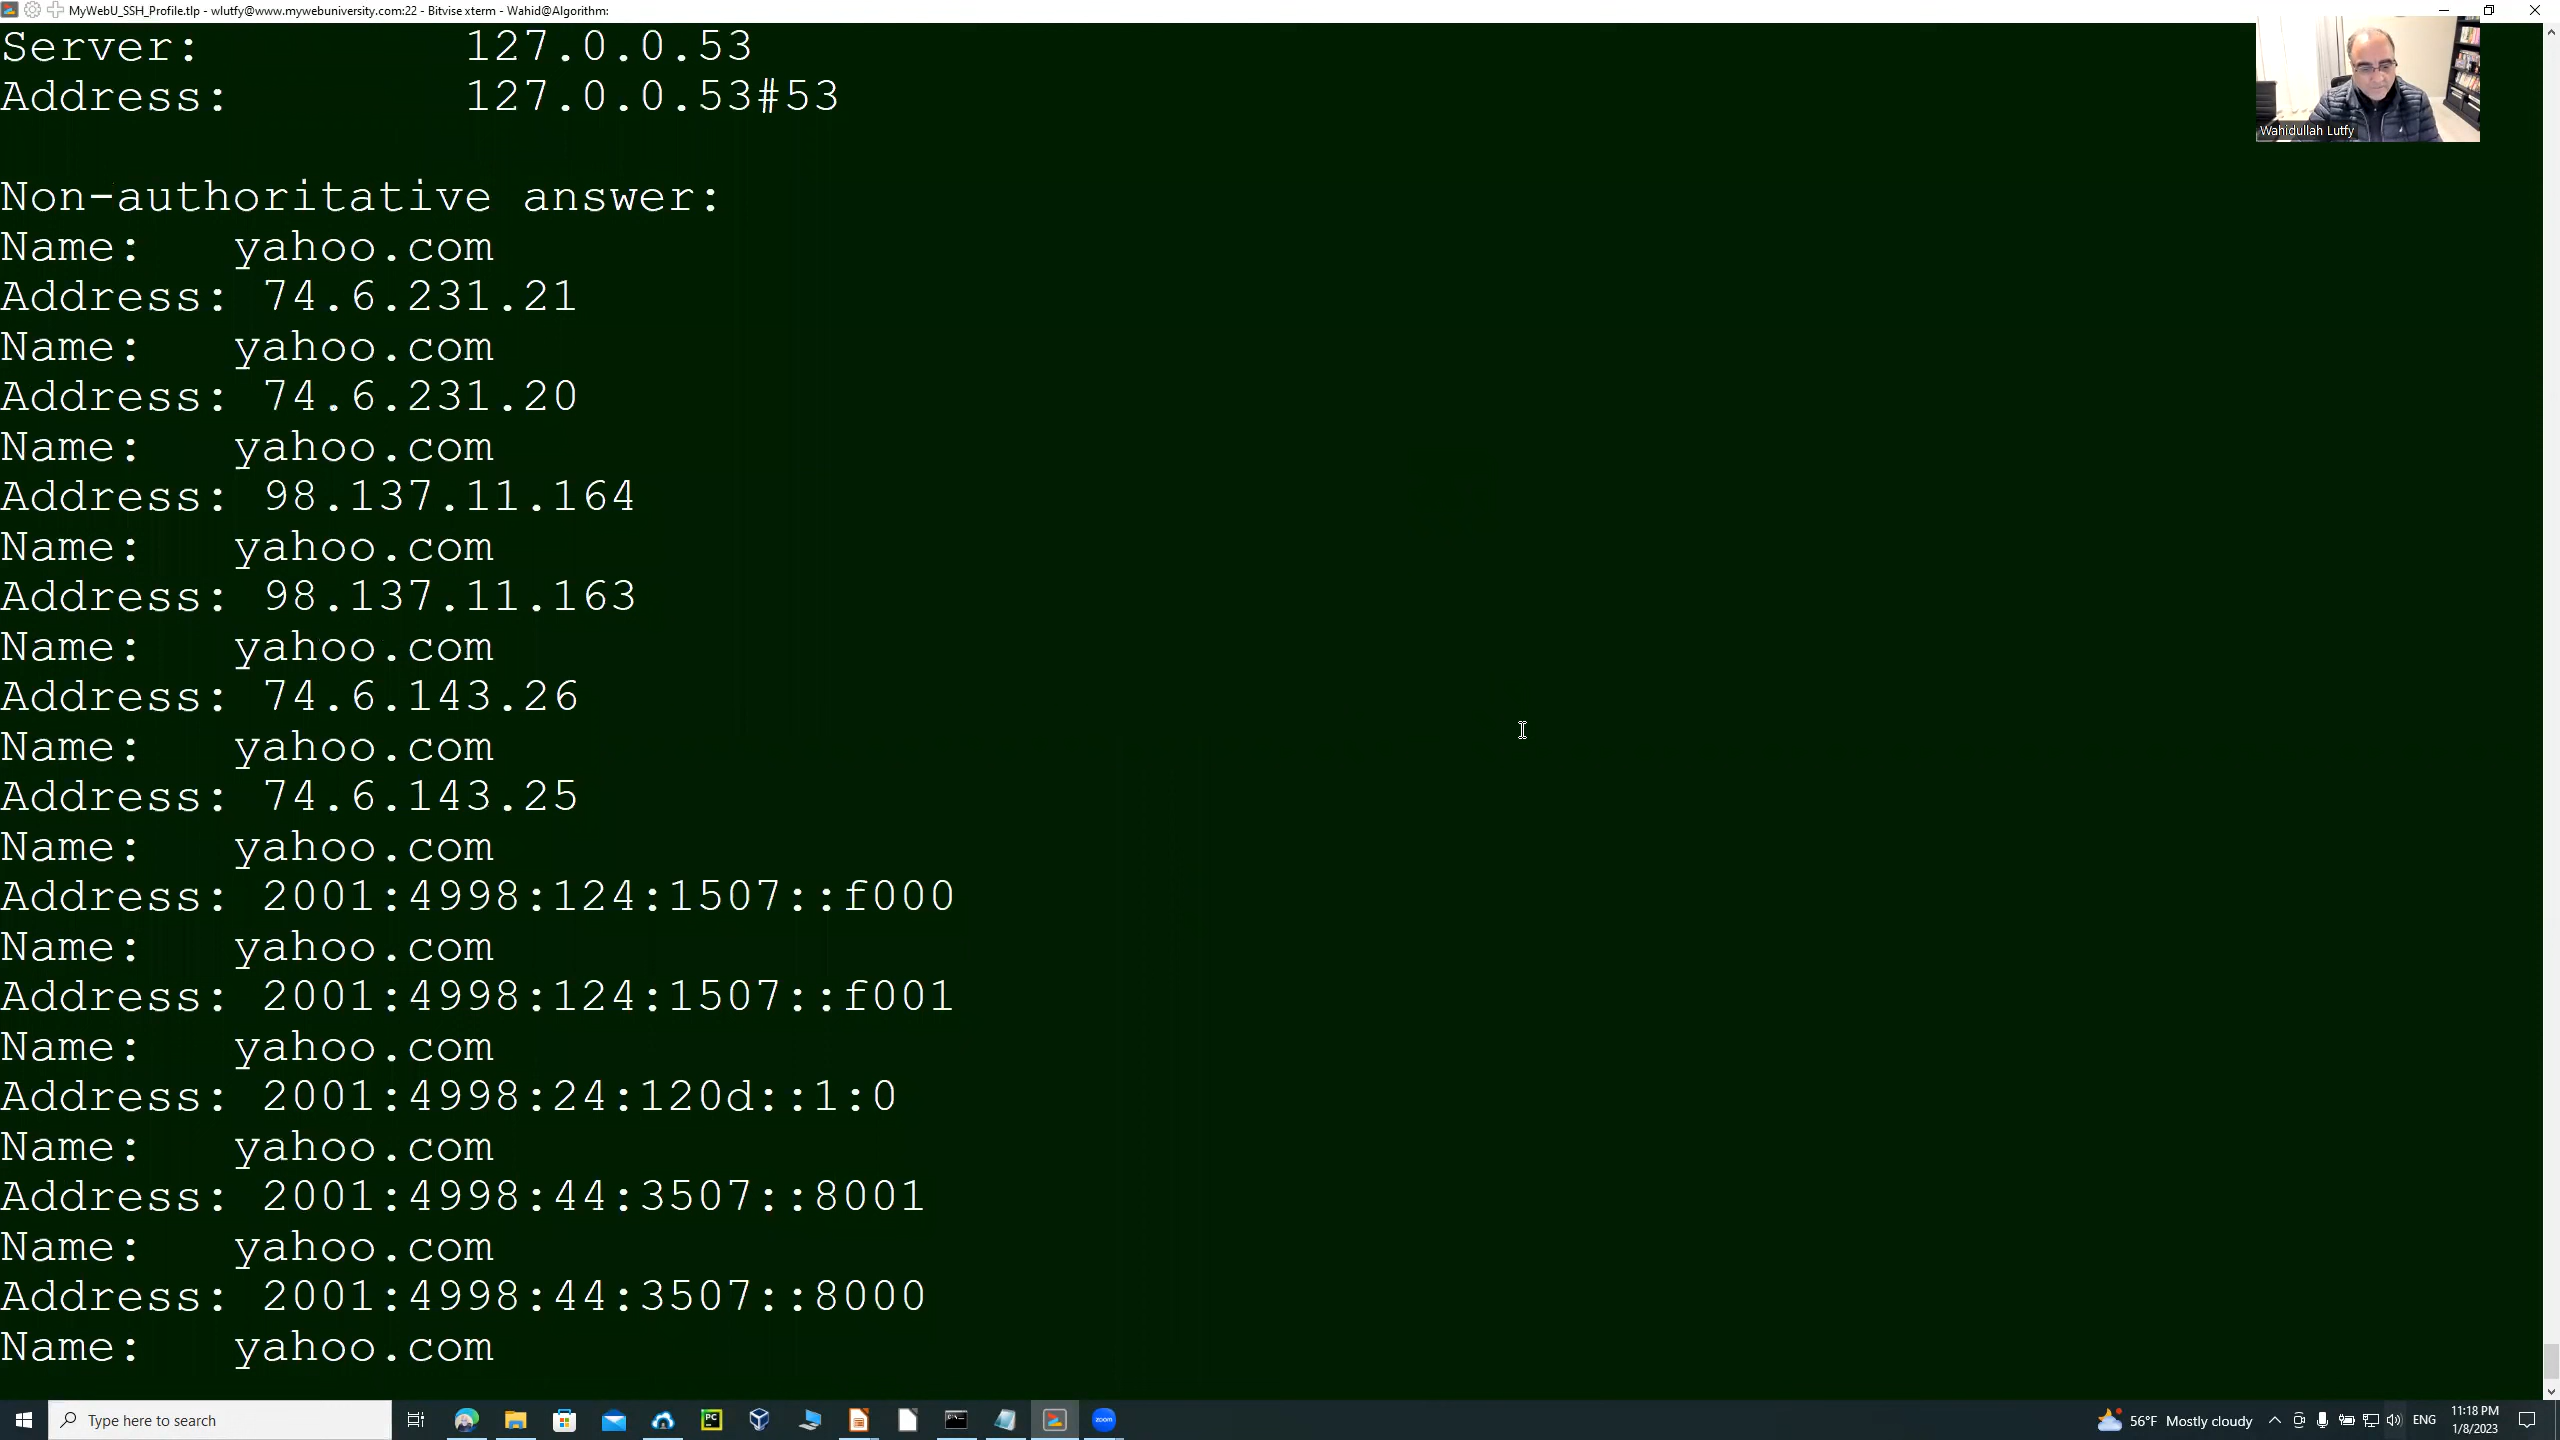 MyWebU_SSH_Profile.tlp - wlutfy@www.mywebuniversity.com:22 - Bitvise xterm - Wahid@Algorithm:
Server:		127.0.0.53
Address:	127.0.0.53#53
Wahidullah Lutfy
Non-authoritative answer:
Name:	yahoo.com
Address: 74.6.231.21
Name:	yahoo.com
Address: 74.6.231.20
Name:	yahoo.com
Address: 98.137.11.164
Name:	yahoo.com
Address: 98.137.11.163
Name:	yahoo.com
Address: 74.6.143.26
Name:	yahoo.com
Address: 74.6.143.25
Name:	yahoo.com
Address: 2001:4998:124:1507::f000
Name:	yahoo.com
Address: 2001:4998:124:1507::f001
Name:	yahoo.com
Address: 2001:4998:24:120d::1:0
Name:	yahoo.com
Address: 2001:4998:44:3507::8001
Name:	yahoo.com
Address: 2001:4998:44:3507::8000
Name:	yahoo.com
Type here to search
PC
zoom
56°F Mostly cloudy
ENG
11:18 PM
1/8/2023